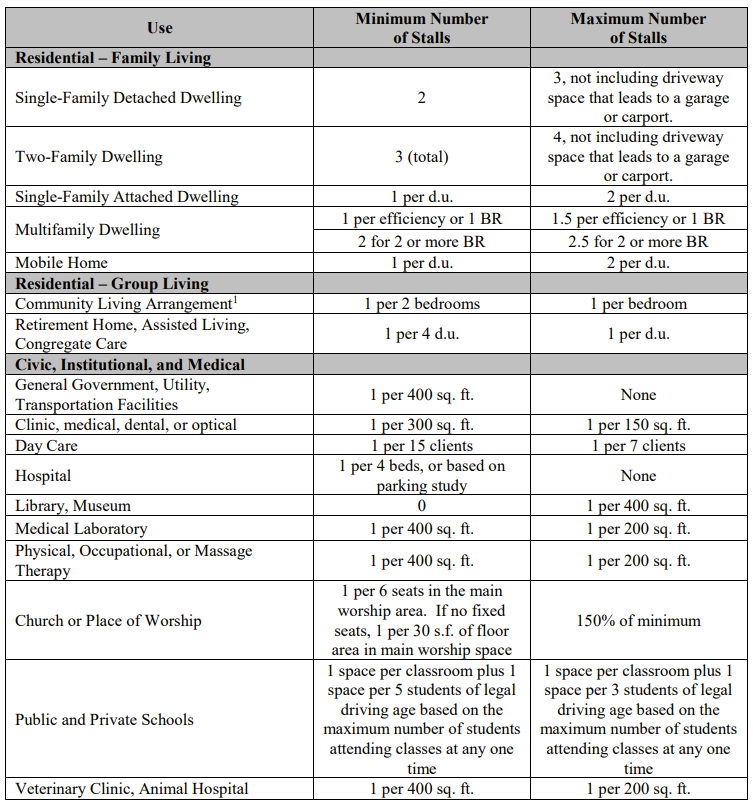 Use
Minimum Number
of Stalls
Maximum Number
of Stalls
Residential – Family Living
Single-Family Detached Dwelling
2
3, not including driveway
space that leads to a garage
or carport.
Two-Family Dwelling
3 (total)
4, not including driveway
space that leads to a garage
or carport.
Single-Family Attached Dwelling
1 per d.u.
2 per d.u.
Multifamily Dwelling
1 per efficiency or 1 BR
1.5 per efficiency or 1 BR
2 for 2 or more BR
2.5 for 2 or more BR
Mobile Home
1 per d.u.
2 per d.u.
Residential – Group Living
Community Living Arrangement¹
1 per 2 bedrooms
1 per bedroom
Retirement Home, Assisted Living,
Congregate Care
1 per 4 d.u.
1 per d.u.
Civic, Institutional, and Medical
General Government, Utility,
Transportation Facilities
1 per 400 sq. ft.
None
Clinic, medical, dental, or optical
1 per 300 sq. ft.
1 per 150 sq. ft.
Day Care
1 per 15 clients
1 per 7 clients
Hospital
1 per 4 beds, or based on
parking study
None
Library, Museum
0
1 per 400 sq. ft.
Medical Laboratory
1 per 400 sq. ft.
1 per 200 sq. ft.
Physical, Occupational, or Massage
Therapy
1 per 400 sq. ft.
1 per 200 sq. ft.
Church or Place of Worship
1 per 6 seats in the main
worship area.  If no fixed
seats, 1 per 30 s.f. of floor
area in main worship space
150% of minimum
Public and Private Schools
1 space per classroom plus 1
space per 5 students of legal
driving age based on the
maximum number of students
attending classes at any one
time
1 space per classroom plus 1
space per 3 students of legal
driving age based on the
maximum number of students
attending classes at any one
time
Veterinary Clinic, Animal Hospital
1 per 400 sq. ft.
1 per 200 sq. ft.